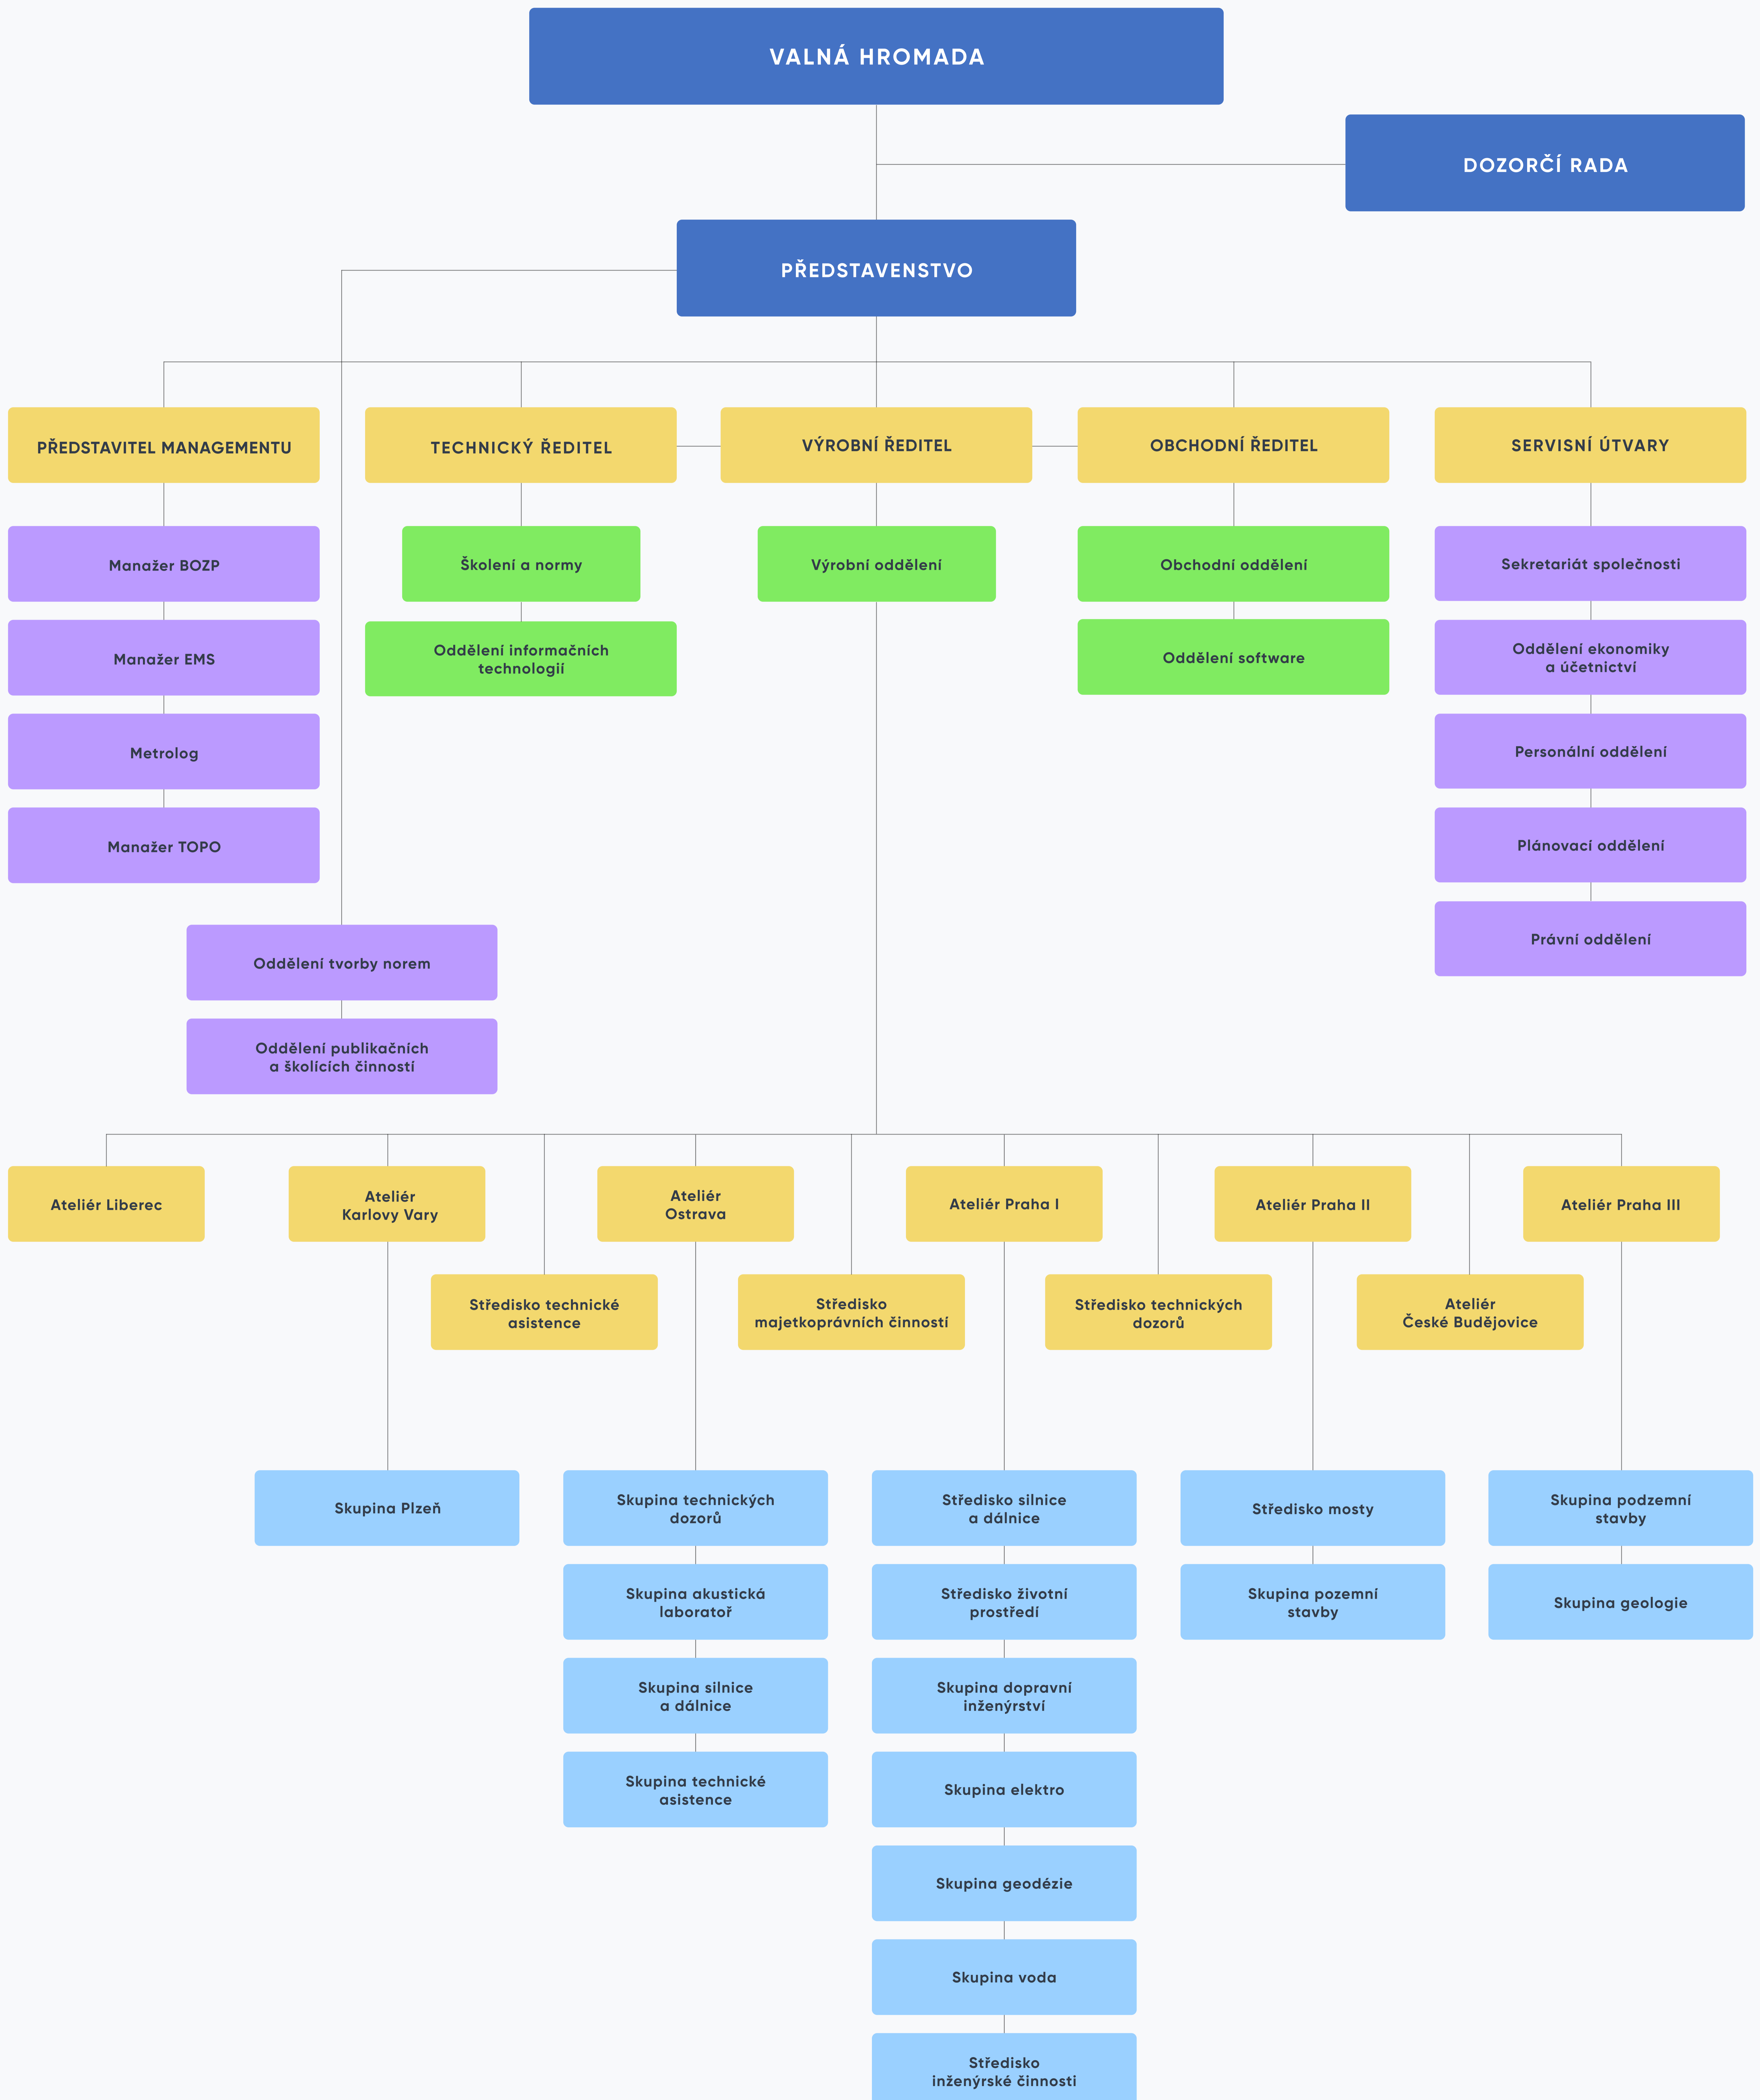 VALNÁ HROMADA
DOZORČÍ RADA
PŘEDSTAVENSTVO
PŘEDSTAVITEL MANAGEMENTU
TECHNICKÝ ŘEDITEL
VÝROBNÍ ŘEDITEL
OBCHODNÍ ŘEDITEL
SERVISNÍ ÚTVARY
Manažer BOZP
Manažer EMS
Metrolog
Manažer TOPO
Školení a normy
Oddělení informačních
technologií
Výrobní oddělení
Obchodní oddělení
Oddělení software
Sekretariát společnosti
Oddělení ekonomiky
a účetnictví
Personální oddělení
Plánovací oddělení
Právní oddělení
Oddělení tvorby norem
Oddělení publikačních
a školících činností
Ateliér Liberec
Ateliér
Karlovy Vary
Ateliér
Ostrava
Ateliér Praha I
Ateliér Praha II
Ateliér Praha III
Středisko technické
asistence
Středisko
majetkoprávních činností
Středisko technických
dozorů
Ateliér
České Budějovice
Skupina Plzeň
Skupina technických
dozorů
Skupina akustická
laboratoř
Skupina silnice
a dálnice
Skupina technické
asistence
Středisko silnice
a dálnice
Středisko životní
prostředí
Skupina dopravní
inženýrství
Skupina elektro
Skupina geodézie
Skupina voda
Středisko
inženýrské činnosti
Středisko mosty
Skupina pozemní
stavby
Skupina podzemní
stavby
Skupina geologie